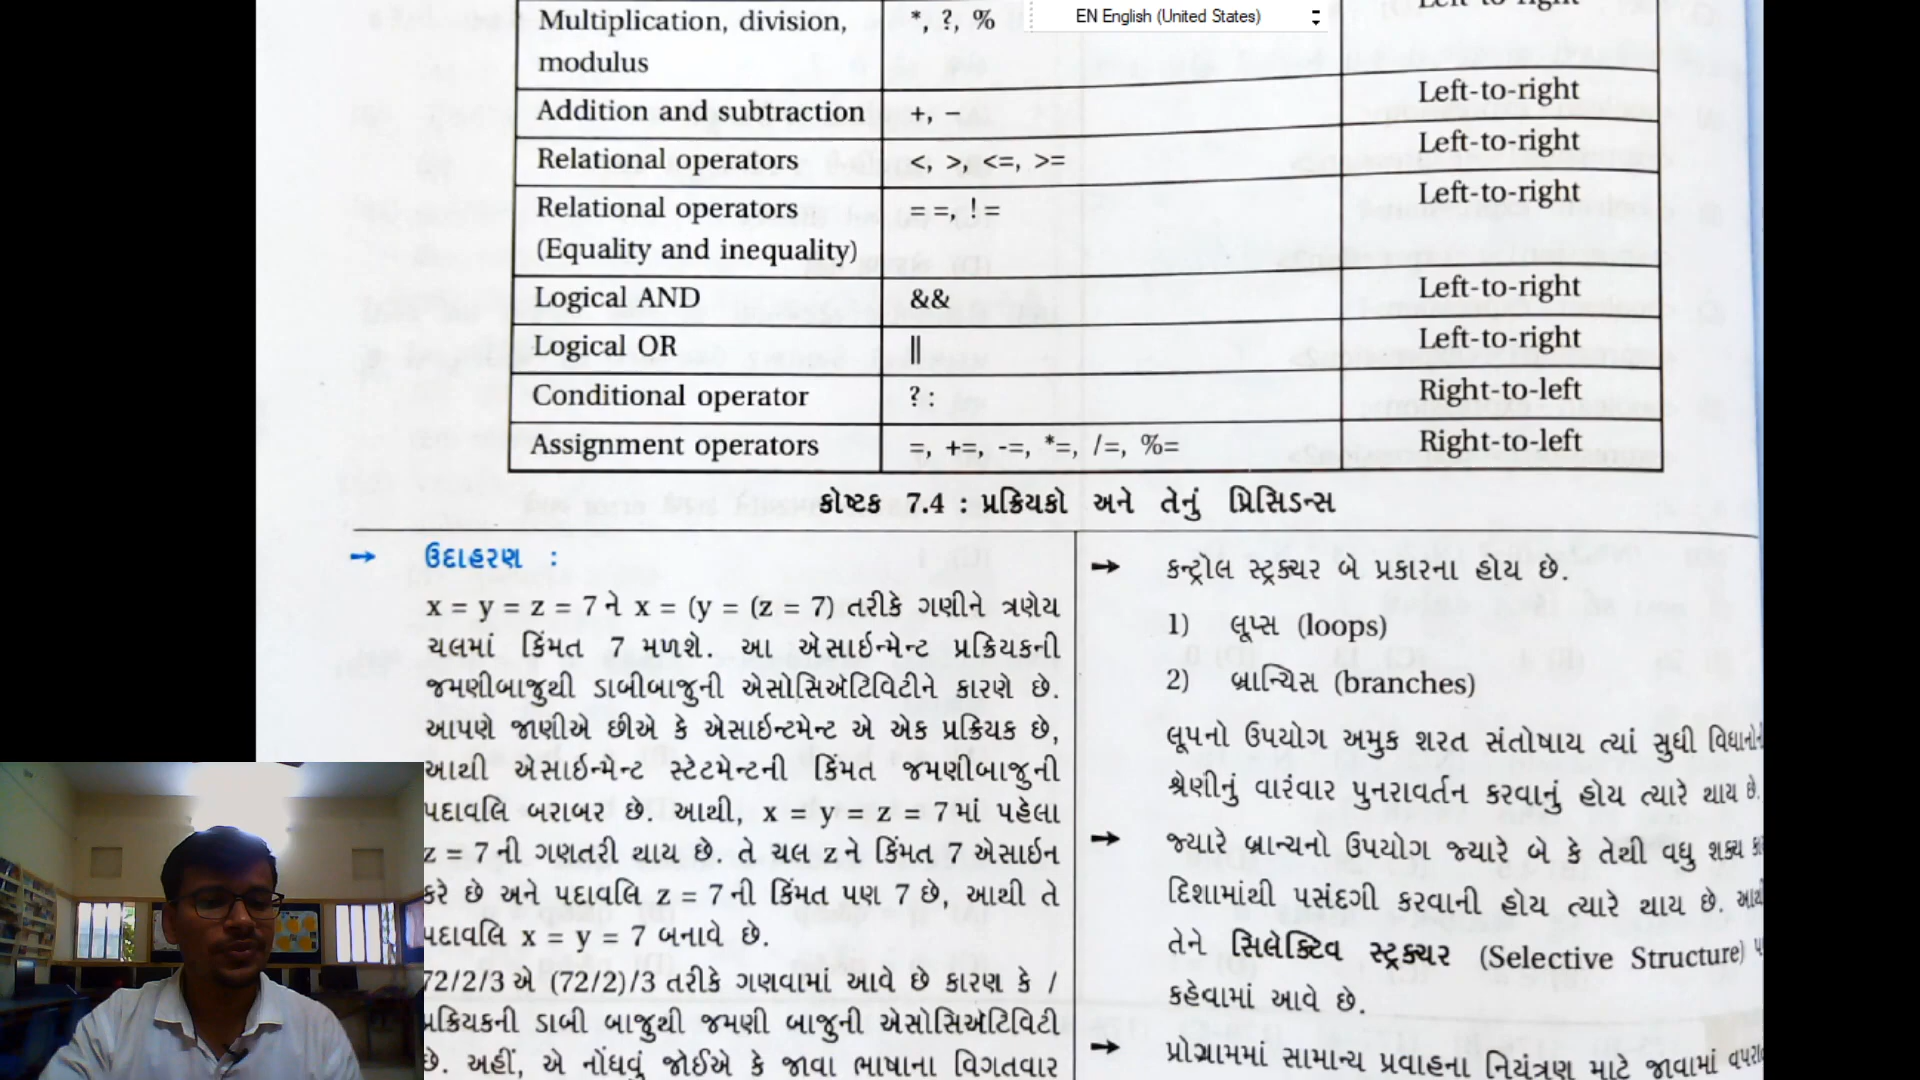 EN English (United States)
Multiplication, division, *, ?, %
modulus
Addition and subtraction +, – Left-to-right
Relational operators <, >, <=, >= Left-to-right
Relational operators = =, ! = Left-to-right
(Equality and inequality)
Logical AND && Left-to-right
Logical OR || Left-to-right
Conditional operator ? : Right-to-left
Assignment operators =, +=, -=, *=, /=, %= Right-to-left
કોષ્ટક 7.4 : પ્રક્રિયકો અને તેનું પ્રિસિડન્સ
→ ઉદાહરણ :
x = y = z = 7 ને x = (y = (z = 7) તરીકે ગણીને ત્રણેય
ચલમાં કિંમત 7 મળશે. આ એસાઇન્મેન્ટ પ્રક્રિયકની
જમણીબાજુથી ડાબીબાજુની એસોસિઍટિવિટીને કારણે છે.
આપણે જાણીએ છીએ કે એસાઇન્ટમેન્ટ એ એક પ્રક્રિયક છે,
આથી એસાઇન્મેન્ટ સ્ટેટમેન્ટની કિંમત જમણીબાજુની
પદાવલિ બરાબર છે. આથી, x = y = z = 7 માં પહેલા
z = 7 ની ગણતરી થાય છે. તે ચલ z ને કિંમત 7 એસાઇન
કરે છે અને પદાવલિ z = 7 ની કિંમત પણ 7 છે, આથી તે
પદાવલિ x = y = 7 બનાવે છે.
72/2/3 એ (72/2)/3 તરીકે ગણવામાં આવે છે કારણ કે /
પ્રક્રિયકની ડાબી બાજુથી જમણી બાજુની એસોસિઍટિવિટી
છે. અહીં, એ નોંધવું જોઈએ કે જાવા ભાષાના વિગતવાર
→ કન્ટ્રોલ સ્ટ્રક્ચર બે પ્રકારના હોય છે.
1) લૂપ્સ (loops)
2) બ્રાન્ચિસ (branches)
લૂપનો ઉપયોગ અમુક શરત સંતોષાય ત્યાં સુધી વિધાનોની
શ્રેણીનું વારંવાર પુનરાવર્તન કરવાનું હોય ત્યારે થાય છે.
→ જ્યારે બ્રાન્ચનો ઉપયોગ જ્યારે બે કે તેથી વધુ શક્ય
દિશામાંથી પસંદગી કરવાની હોય ત્યારે થાય છે.
તેને સિલેક્ટિવ સ્ટ્રક્ચર (Selective Structure)
કહેવામાં આવે છે.
→ પ્રોગ્રામમાં સામાન્ય પ્રવાહના નિયંત્રણ માટે જાવામાં